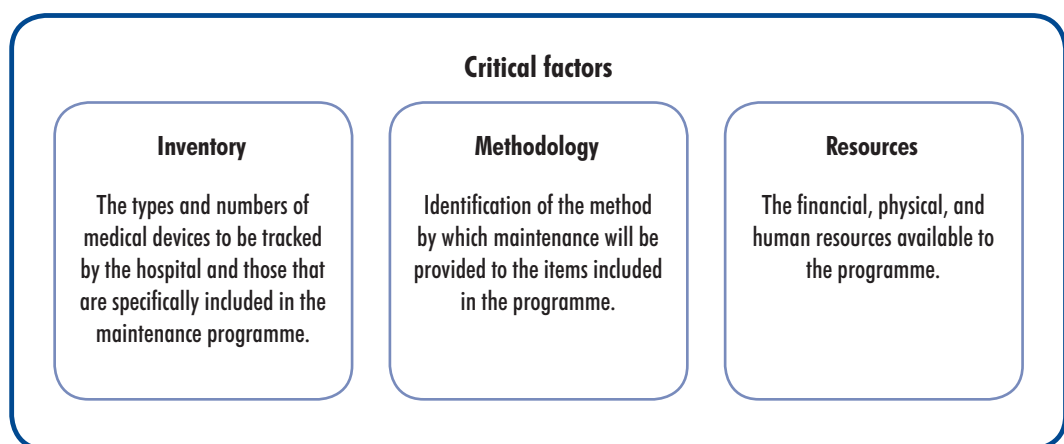 Critical factors
Inventory
The types and numbers of
medical devices to be tracked
by the hospital and those that
are specifically included in the
maintenance programme.
Methodology
Identification of the method
by which maintenance will be
provided to the items included
in the programme.
Resources
The financial, physical, and
human resources available to
the programme.